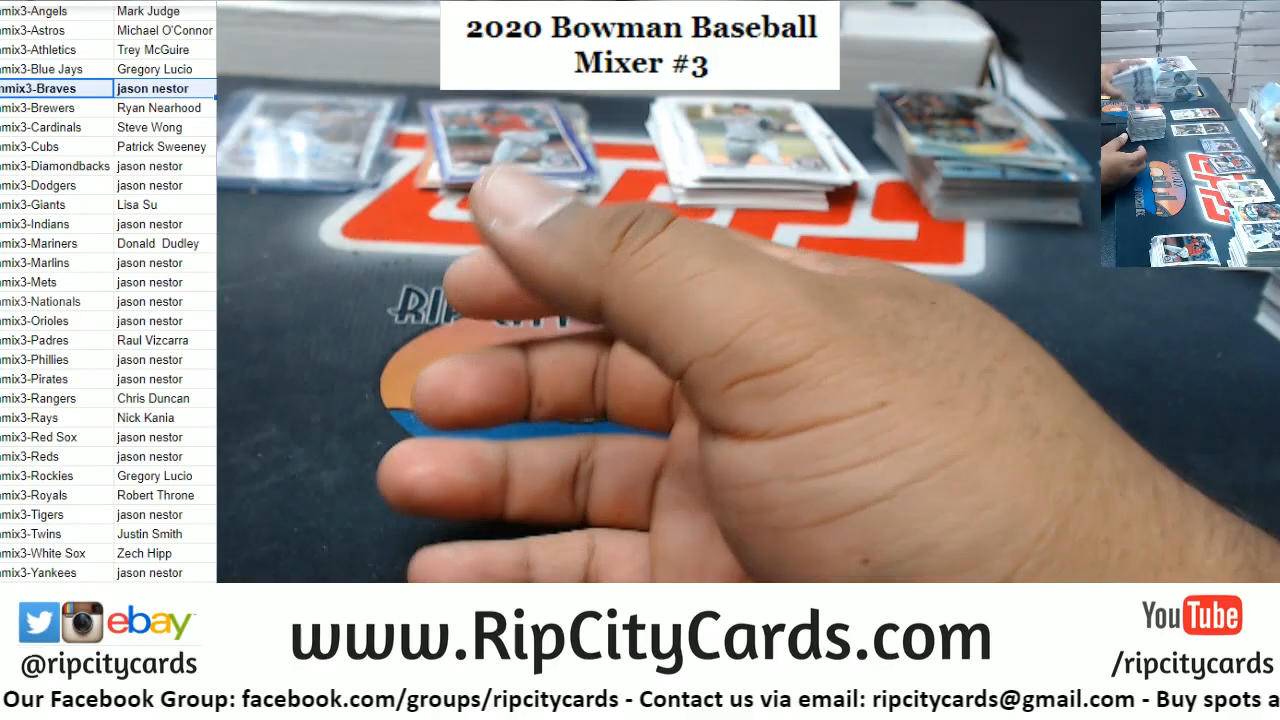 2020 Bowman Baseball
Mixer #3
mix3-Angels Mark Judge
mix3-Astros Michael O'Connor
mix3-Athletics Trey McGuire
mix3-Blue Jays Gregory Lucio
mix3-Braves jason nestor
mix3-Brewers Ryan Nearhood
mix3-Cardinals Steve Wong
mix3-Cubs Patrick Sweeney
mix3-Diamondbacks jason nestor
mix3-Dodgers jason nestor
mix3-Giants Lisa Su
mix3-Indians jason nestor
mix3-Mariners Donald Dudley
mix3-Marlins jason nestor
mix3-Mets jason nestor
mix3-Nationals jason nestor
mix3-Orioles jason nestor
mix3-Padres Raul Vizcarra
mix3-Phillies jason nestor
mix3-Pirates jason nestor
mix3-Rangers Chris Duncan
mix3-Rays Nick Kania
mix3-Red Sox jason nestor
mix3-Reds jason nestor
mix3-Rockies Gregory Lucio
mix3-Royals Robert Throne
mix3-Tigers jason nestor
mix3-Twins Justin Smith
mix3-White Sox Zech Hipp
mix3-Yankees jason nestor
RIP CITY
ebay
@ripcitycards
www.RipCityCards.com
YouTube
/ripcitycards
Our Facebook Group: facebook.com/groups/ripcitycards - Contact us via email: ripcitycards@gmail.com - Buy spots a